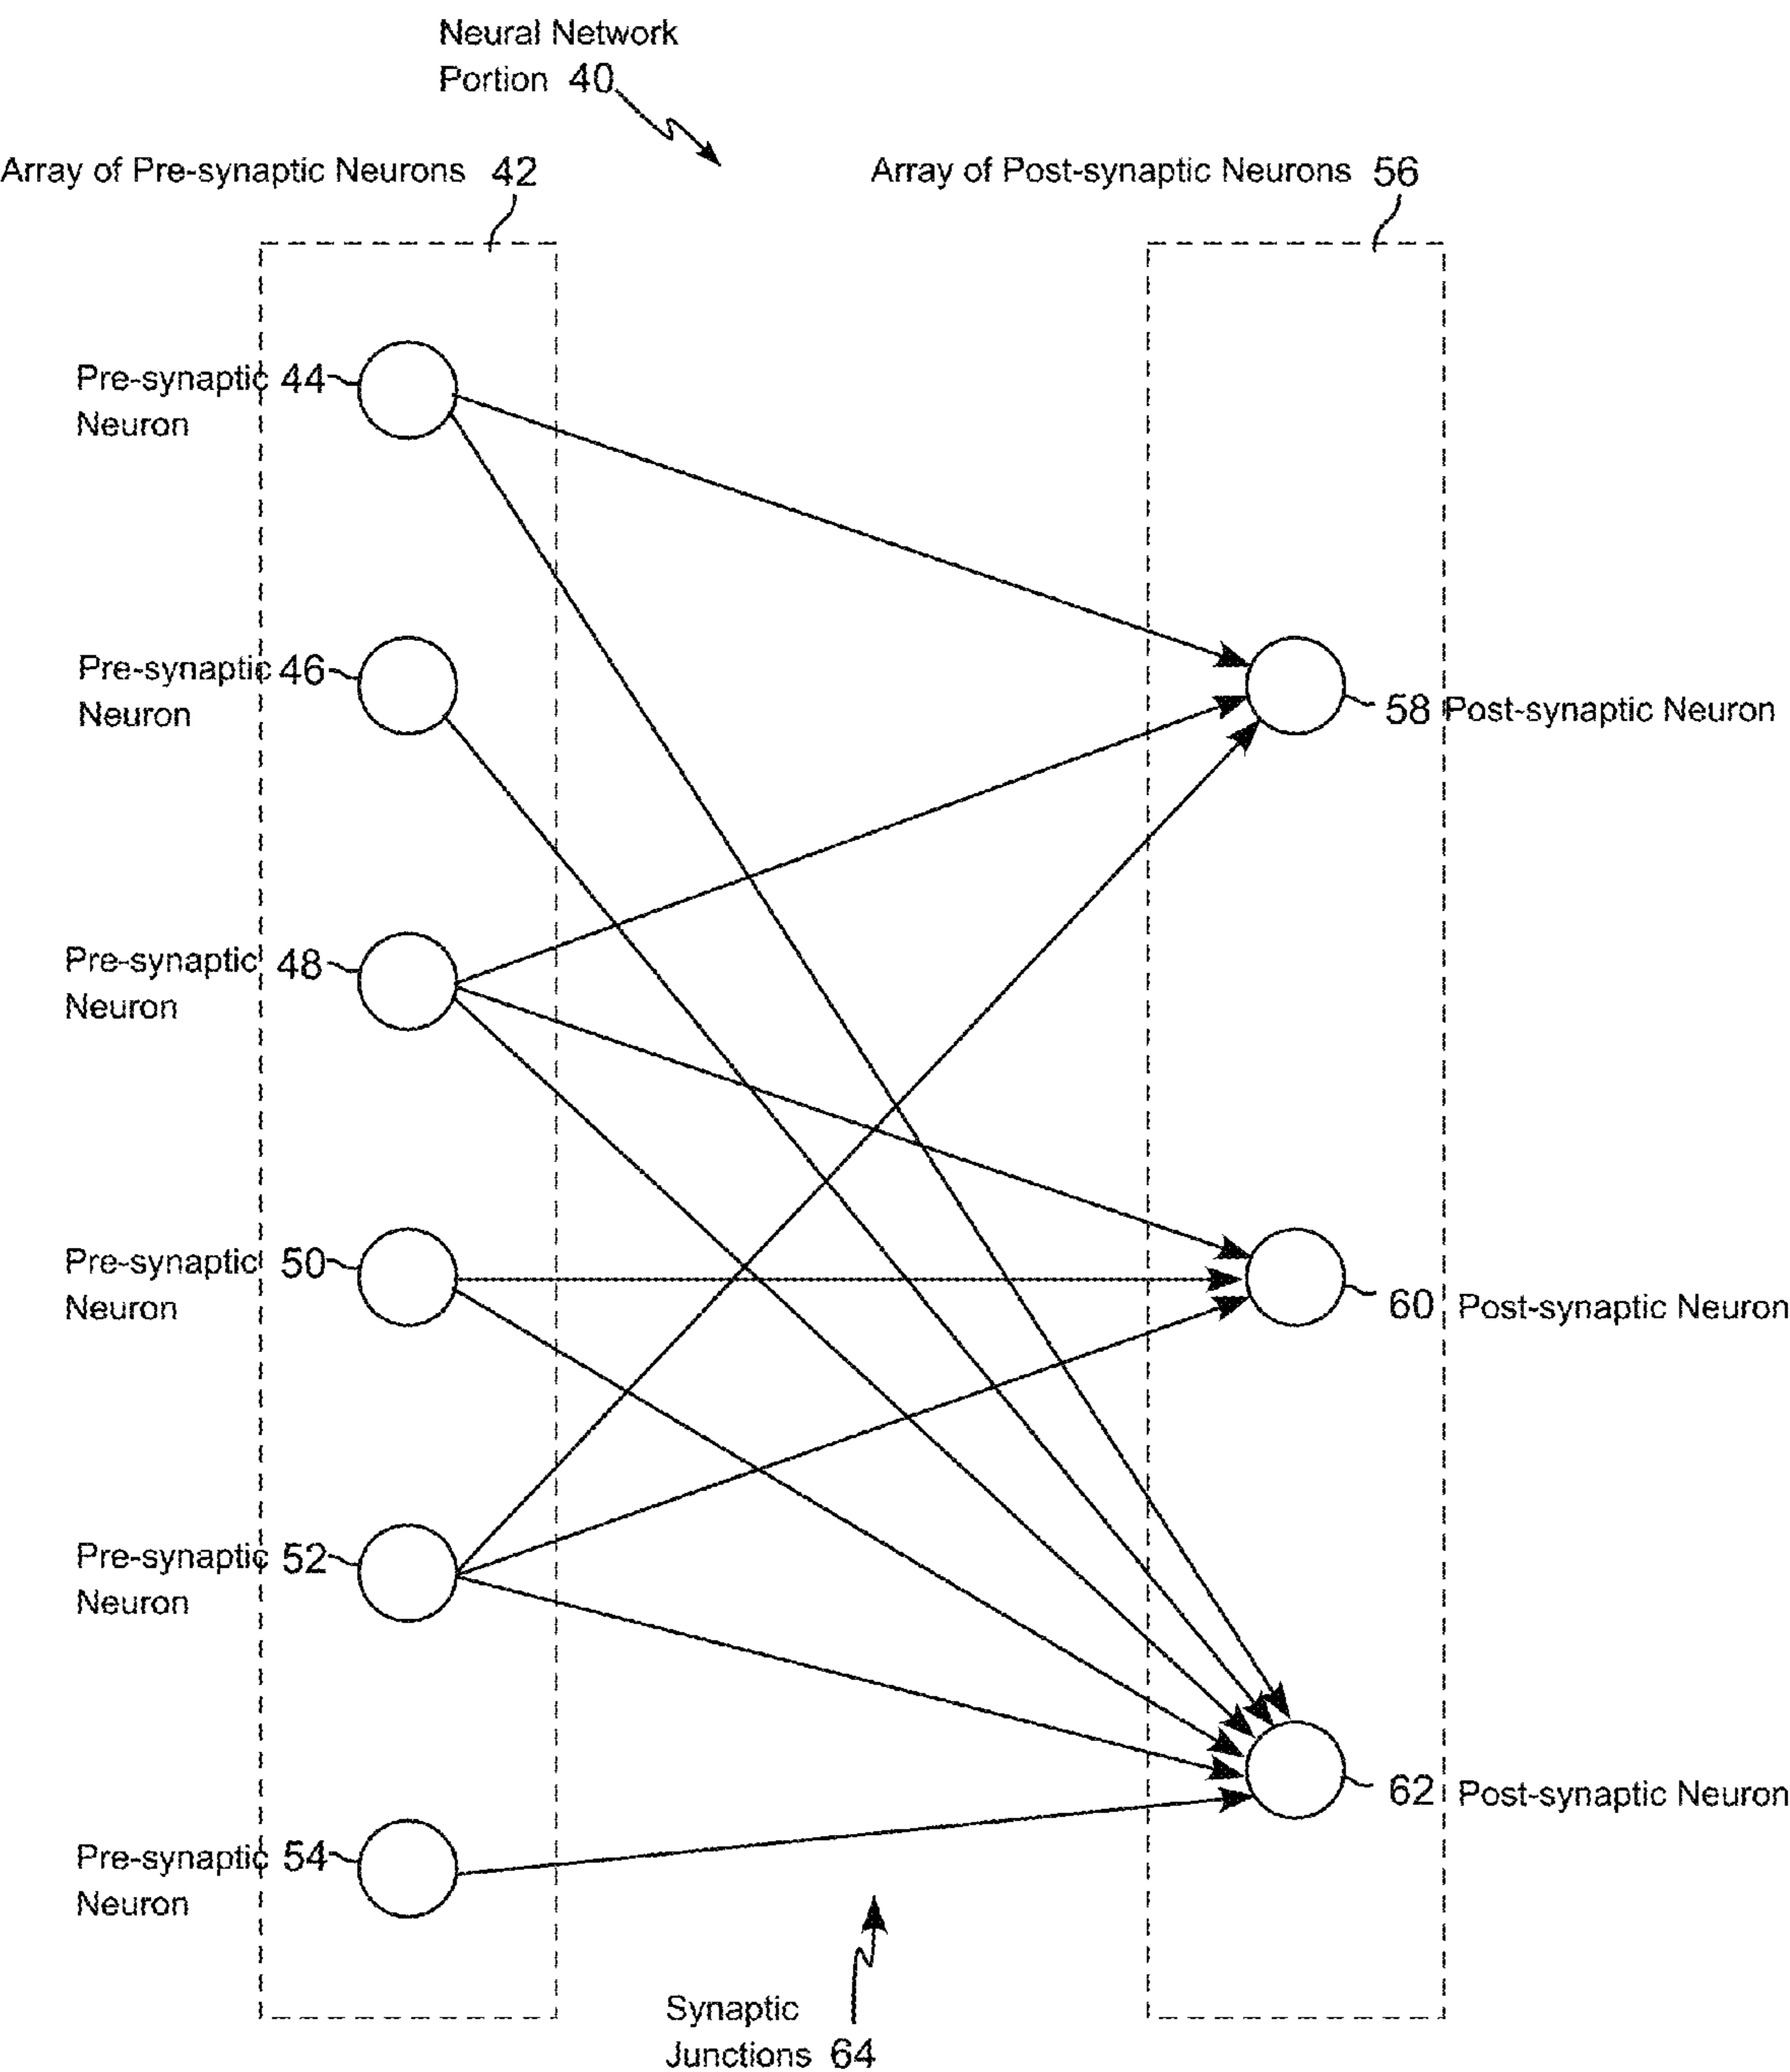 Neural Network
Portion 40
Array of Pre-synaptic Neurons 42
Array of Post-synaptic Neurons 56
Pre-synaptic 44
Neuron
Pre-synaptic 46
Neuron
58 Post-synaptic Neuron
Pre-synaptic 48
Neuron
Pre-synaptic 50
Neuron
60 Post-synaptic Neuron
Pre-synaptic 52
Neuron
62 Post-synaptic Neuron
Pre-synaptic 54
Neuron
Synaptic
Junctions 64